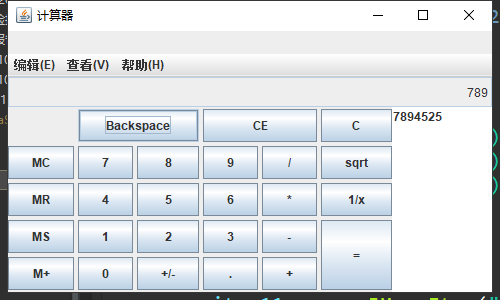 计算器
编辑(E) 查看(V) 帮助(H)
789
Backspace CE C 7894525
MC 7 8 9 / sqrt
MR 4 5 6 * 1/x
MS 1 2 3 - =
M+ 0 +/- . +